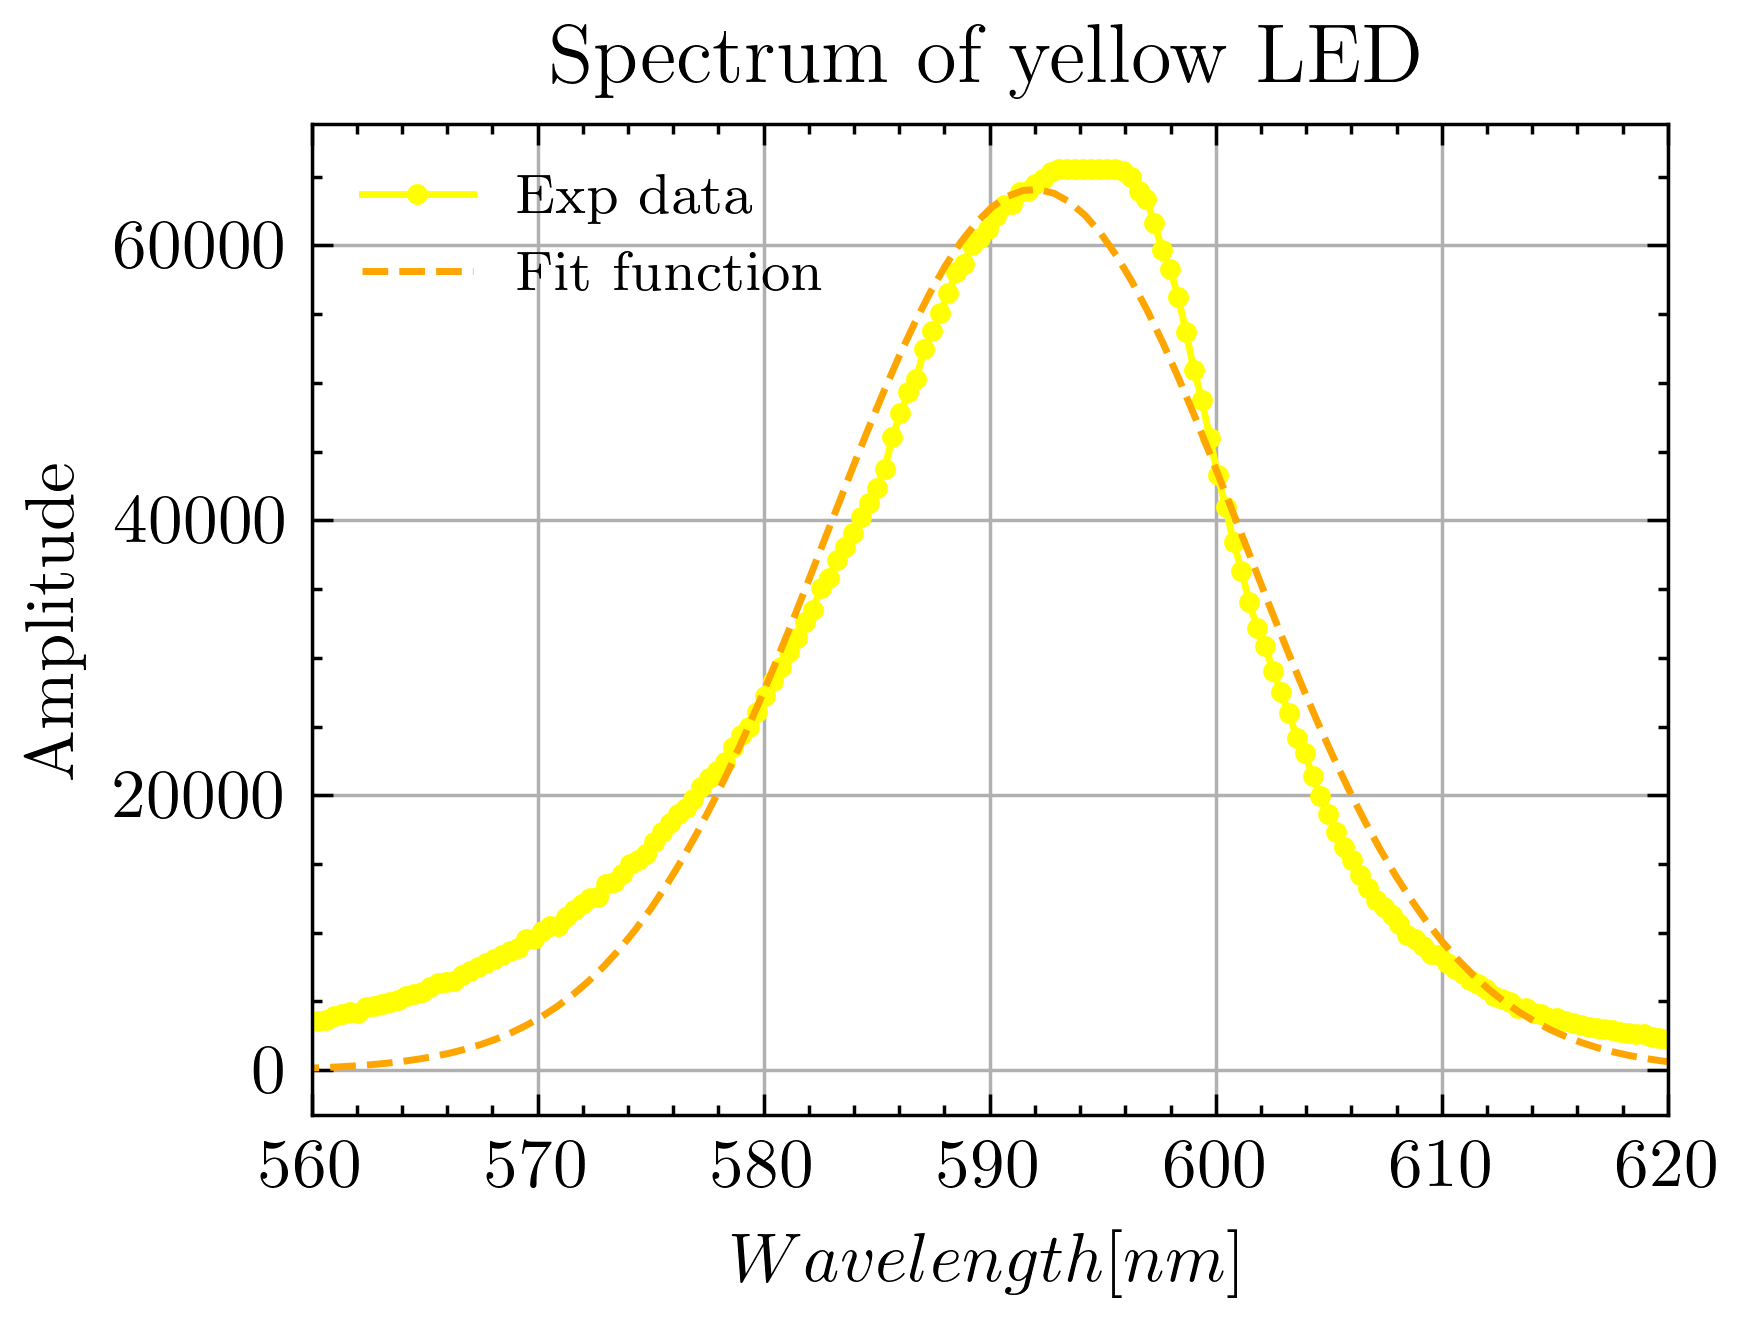 Spectrum of yellow LED
Exp data
Fit function
Amplitude
60000
40000
20000
0
560 570 580 590 600 610 620
Wavelength[nm]